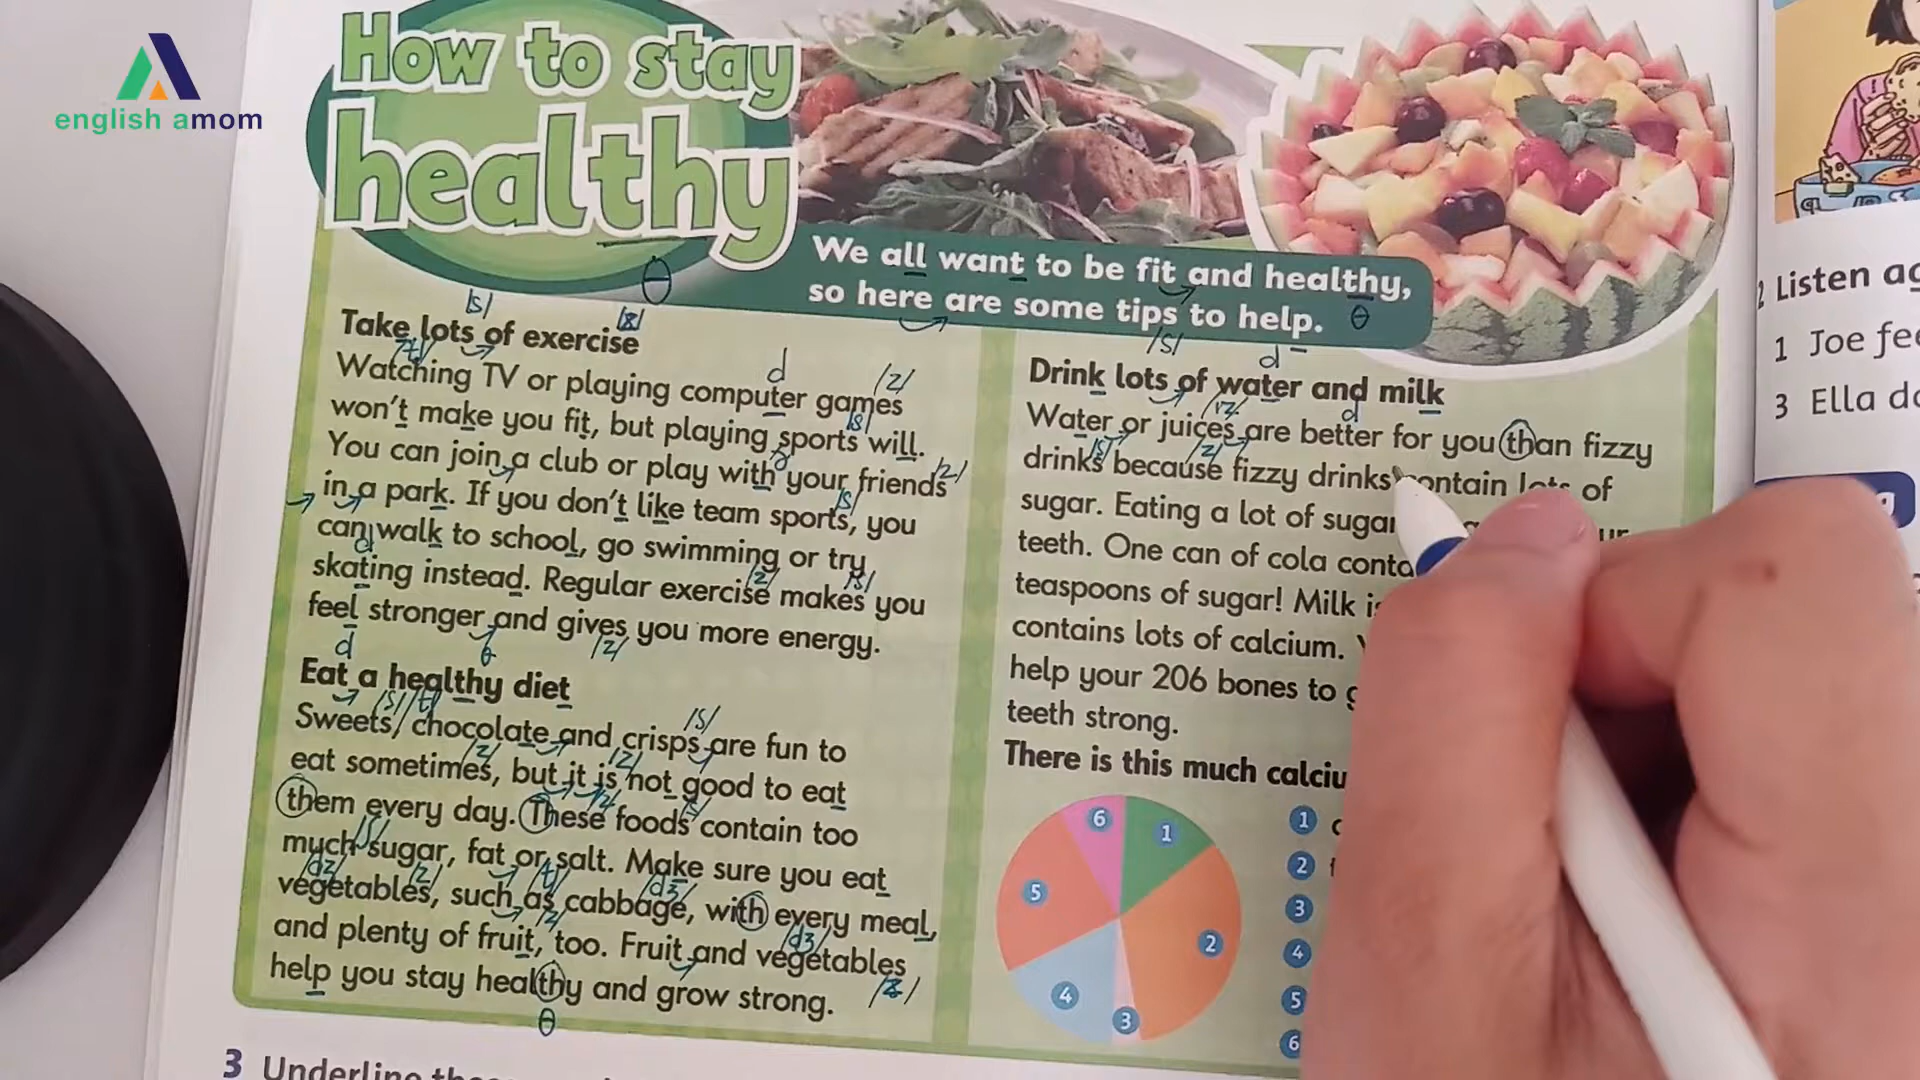 english amom
How to stay
healthy
We all want to be fit and healthy,
so here are some tips to help.
Take lots of exercise
Watching TV or playing computer games
won't make you fit, but playing sports will.
You can join a club or play with your friends
in a park. If you don't like team sports, you
can walk to school, go swimming or try
skating instead. Regular exercise makes you
feel stronger and gives you more energy.
Eat a healthy diet
Sweets, chocolate and crisps are fun to
eat sometimes, but it is not good to eat
them every day. These foods contain too
much sugar, fat or salt. Make sure you eat
vegetables, such as cabbage, with every meal,
and plenty of fruit, too. Fruit and vegetables
help you stay healthy and grow strong.
Drink lots of water and milk
Water or juices are better for you than fizzy
drinks because fizzy drinks contain lots of
sugar. Eating a lot of sugar
teeth. One can of cola
teaspoons of sugar! Milk
contains lots of calcium.
help your 206 bones to
teeth strong.
There is this much
1
2
3
4
5
6
1
2
3
4
5
6
3 Underline
2 Listen
1 Joe
3 Ella